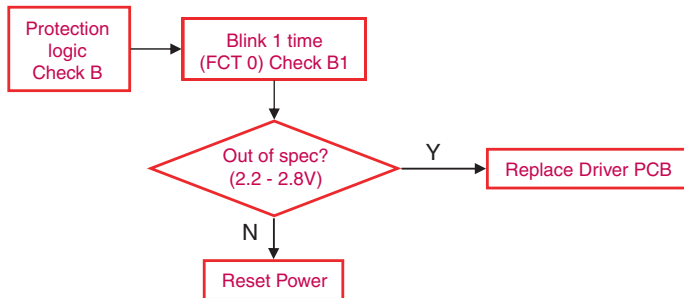 Protection
logic
Check B
Blink 1 time
(FCT 0) Check B1
Out of spec?
(2.2 - 2.8V)
Y
Replace Driver PCB
N
Reset Power